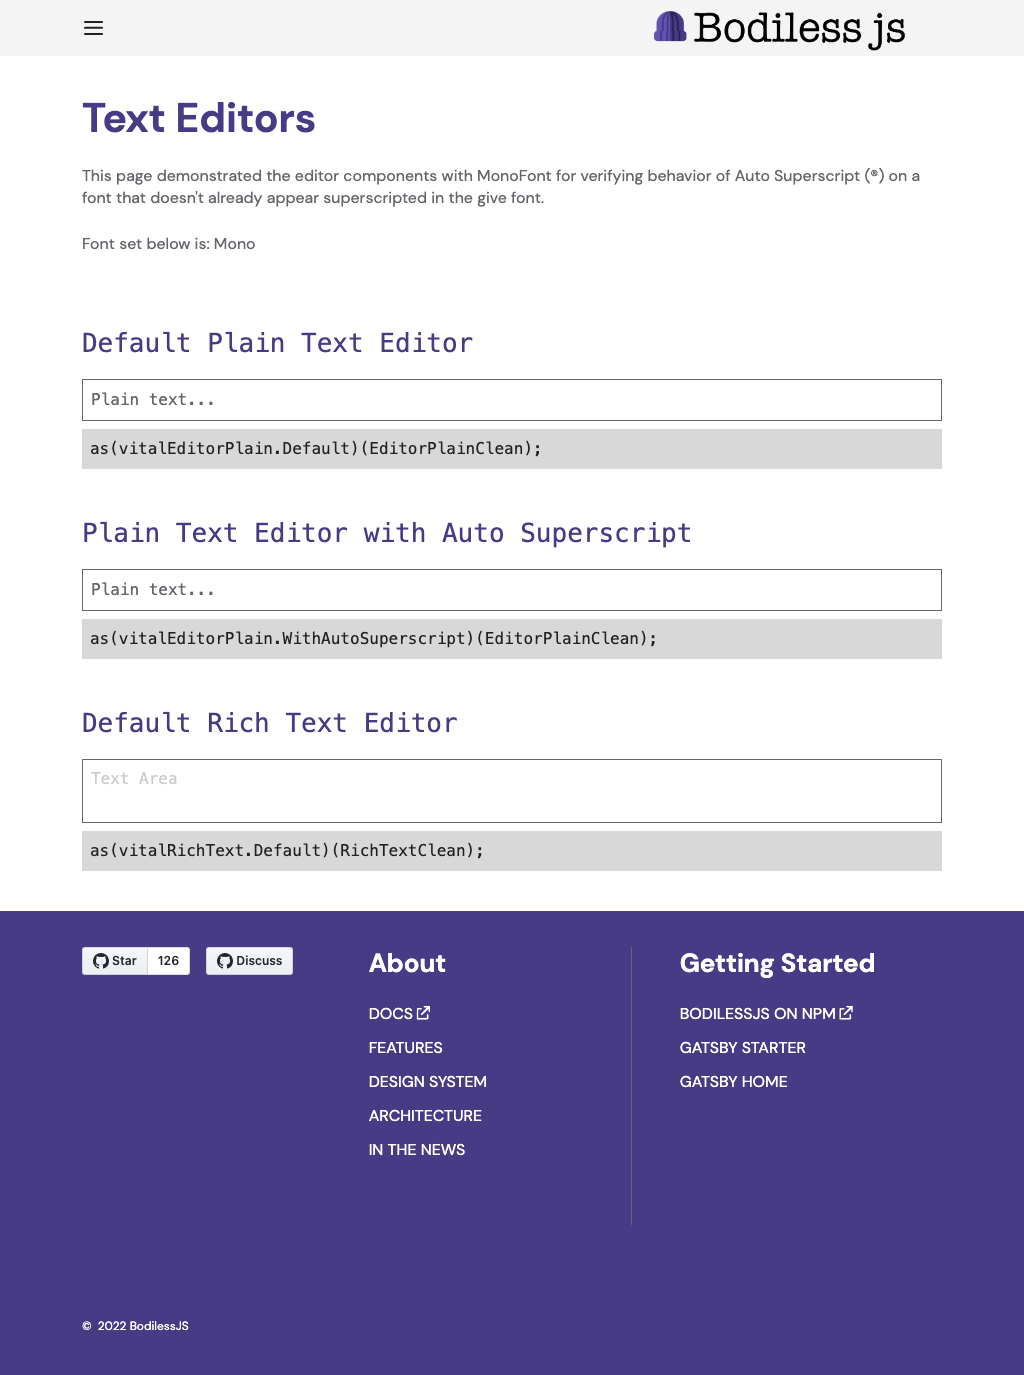 Bodiless js
Text Editors
This page demonstrated the editor components with MonoFont for verifying behavior of Auto Superscript (®) on a
font that doesn't already appear superscripted in the give font.
Font set below is: Mono
Default Plain Text Editor
Plain text...
as(vitalEditorPlain.Default)(EditorPlainClean);
Plain Text Editor with Auto Superscript
Plain text...
as(vitalEditorPlain.WithAutoSuperscript)(EditorPlainClean);
Default Rich Text Editor
Text Area
as(vitalRichText.Default)(RichTextClean);
Star 126 Discuss
About
DOCS
FEATURES
DESIGN SYSTEM
ARCHITECTURE
IN THE NEWS
Getting Started
BODILESSJS ON NPM
GATSBY STARTER
GATSBY HOME
© 2022 BodilessJS